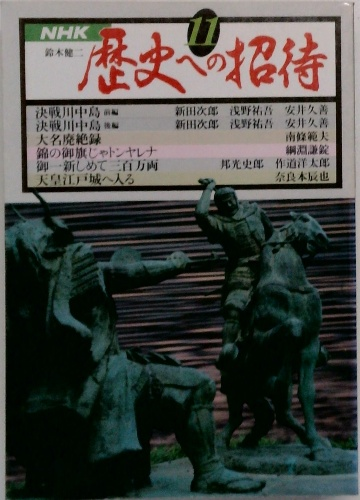 NHK
11
鈴木健二
歴史への招待
決戦川中島 前編 新田次郎 浅野祐吾 安井久善
決戦川中島 後編 新田次郎 浅野祐吾 安井久善
大名廃絶録 南條範夫
錦の御旗じゃトンヤレナ 綱淵謙錠
御一新しめて三百万両 邦光史郎 作道洋太郎
天皇江戸城へ入る 奈良本辰也